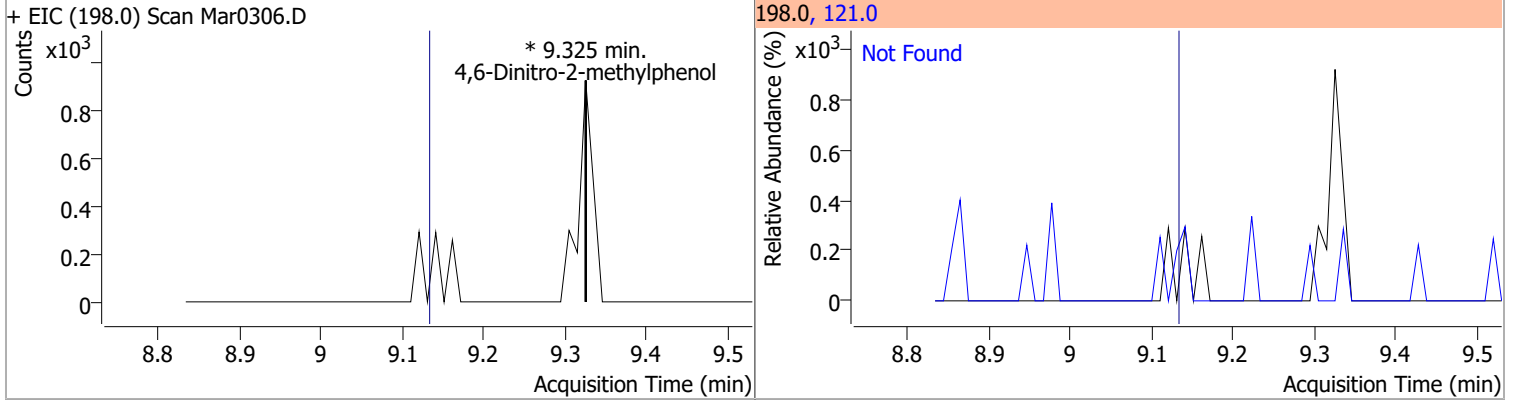 + EIC (198.0) Scan Mar0306.D
Counts
x10³
* 9.325 min.
4,6-Dinitro-2-methylphenol
0.8
0.6
0.4
0.2
0
8.8 8.9 9 9.1 9.2 9.3 9.4 9.5
Acquisition Time (min)
198.0, 121.0
Relative Abundance (%)
x10³
Not Found
0.8
0.6
0.4
0.2
0
8.8 8.9 9 9.1 9.2 9.3 9.4 9.5
Acquisition Time (min)